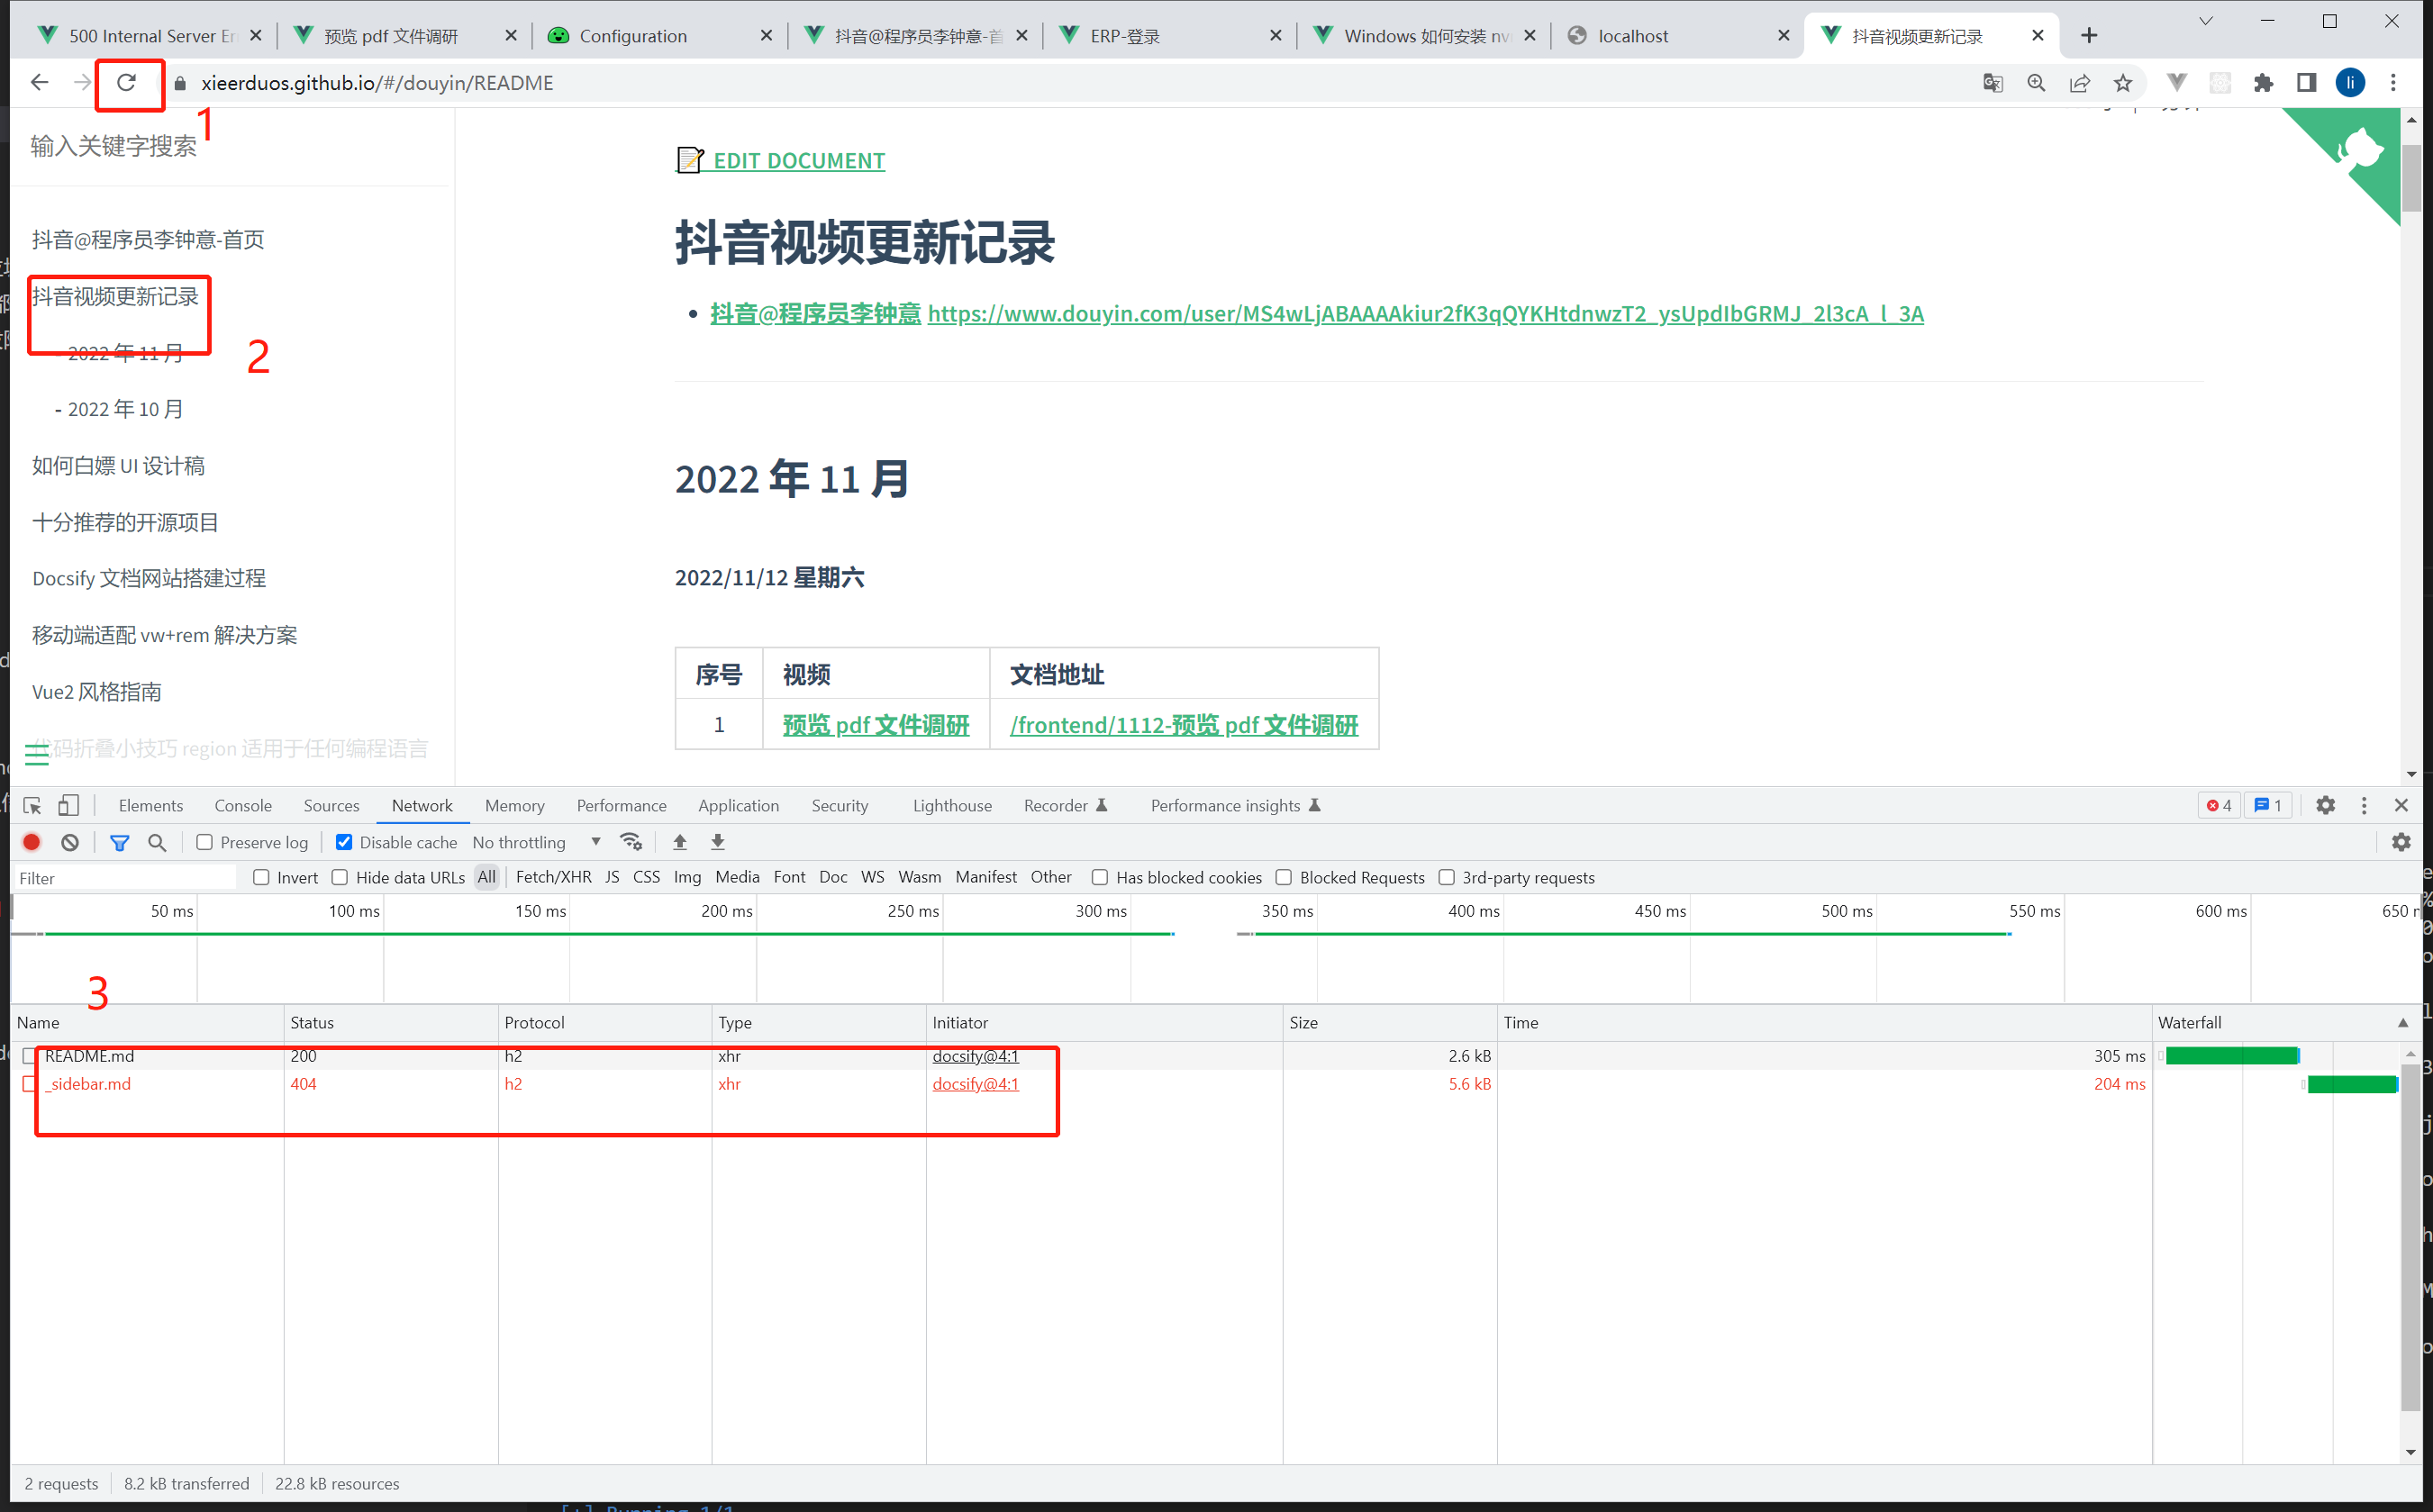 500 Internal Server Er
预览 pdf 文件调研
Configuration
抖音@程序员李钟意-首
ERP-登录
Windows 如何安装 nv
localhost
抖音视频更新记录
xieerduos.github.io/#/douyin/README
li
1
输入关键字搜索
抖音@程序员李钟意-首页
抖音视频更新记录
- 2022 年 11 月
2
- 2022 年 10 月
如何白嫖 UI 设计稿
十分推荐的开源项目
Docsify 文档网站搭建过程
移动端适配 vw+rem 解决方案
Vue2 风格指南
代码折叠小技巧 region 适用于任何编程语言
EDIT DOCUMENT
抖音视频更新记录
抖音@程序员李钟意 https://www.douyin.com/user/MS4wLjABAAAAkiur2fK3qQYKHtdnwzT2_ysUpdIbGRMJ_2l3cA_l_3A
2022 年 11 月
2022/11/12 星期六
序号 视频 文档地址
1 预览 pdf 文件调研 /frontend/1112-预览 pdf 文件调研
Elements Console Sources Network Memory Performance Application Security Lighthouse Recorder Performance insights 4 1
Preserve log Disable cache No throttling
Filter Invert Hide data URLs All Fetch/XHR JS CSS Img Media Font Doc WS Wasm Manifest Other Has blocked cookies Blocked Requests 3rd-party requests
50 ms 100 ms 150 ms 200 ms 250 ms 300 ms 350 ms 400 ms 450 ms 500 ms 550 ms 600 ms 650
3
Name Status Protocol Type Initiator Size Time Waterfall
README.md 200 h2 xhr docsify@4:1 2.6 kB 305 ms
_sidebar.md 404 h2 xhr docsify@4:1 5.6 kB 204 ms
2 requests 8.2 kB transferred 22.8 kB resources